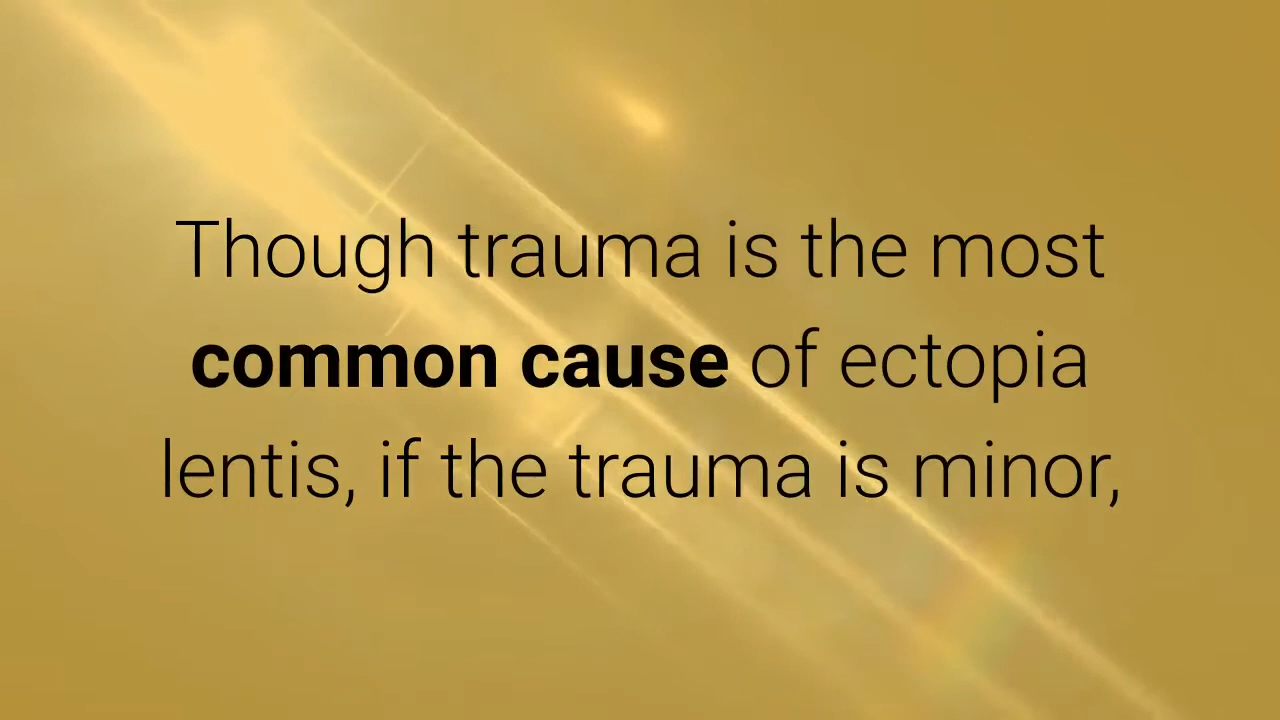 Though trauma is the most
common cause of ectopia
lentis, if the trauma is minor,